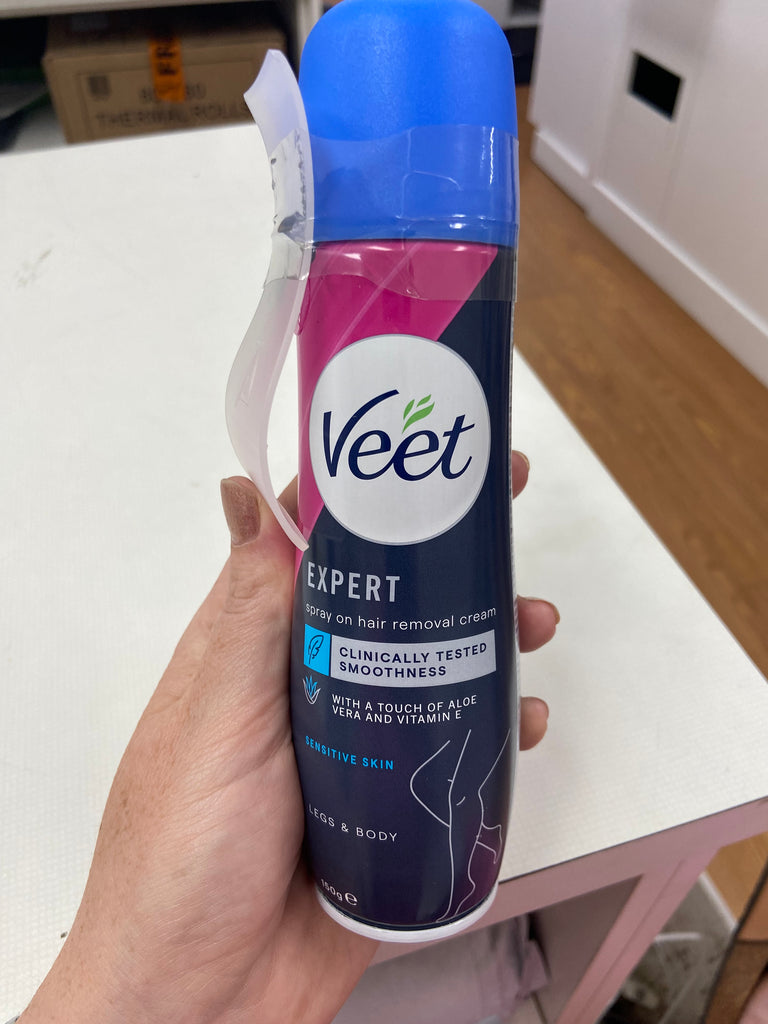 THERMAL ROLLS
Veet
EXPERT
spray on hair removal cream
CLINICALLY TESTED
SMOOTHNESS
WITH A TOUCH OF ALOE
VERA AND VITAMIN E
SENSITIVE SKIN
LEGS & BODY
150g e